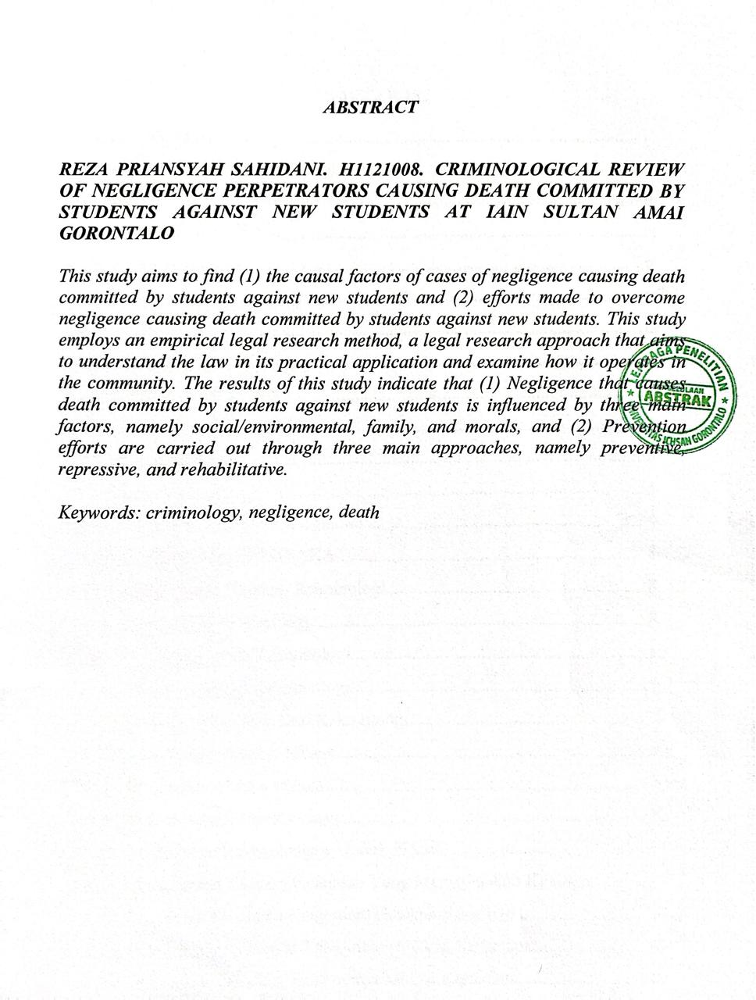 ABSTRACT
REZA PRIANSYAH SAHIDANI. H1121008. CRIMINOLOGICAL REVIEW
OF NEGLIGENCE PERPETRATORS CAUSING DEATH COMMITTED BY
STUDENTS AGAINST NEW STUDENTS AT IAIN SULTAN AMAI
GORONTALO
This study aims to find (1) the causal factors of cases of negligence causing death
committed by students against new students and (2) efforts made to overcome
negligence causing death committed by students against new students. This study
employs an empirical legal research method, a legal research approach that aims
to understand the law in its practical application and examine how it operates in
the community. The results of this study indicate that (1) Negligence that causes
death committed by students against new students is influenced by three main
factors, namely social/environmental, family, and morals, and (2) Prevention
efforts are carried out through three main approaches, namely preventive,
repressive, and rehabilitative.
Keywords: criminology, negligence, death
PENELITIAN
ABSTRAK
ICHSAN GORONTALO